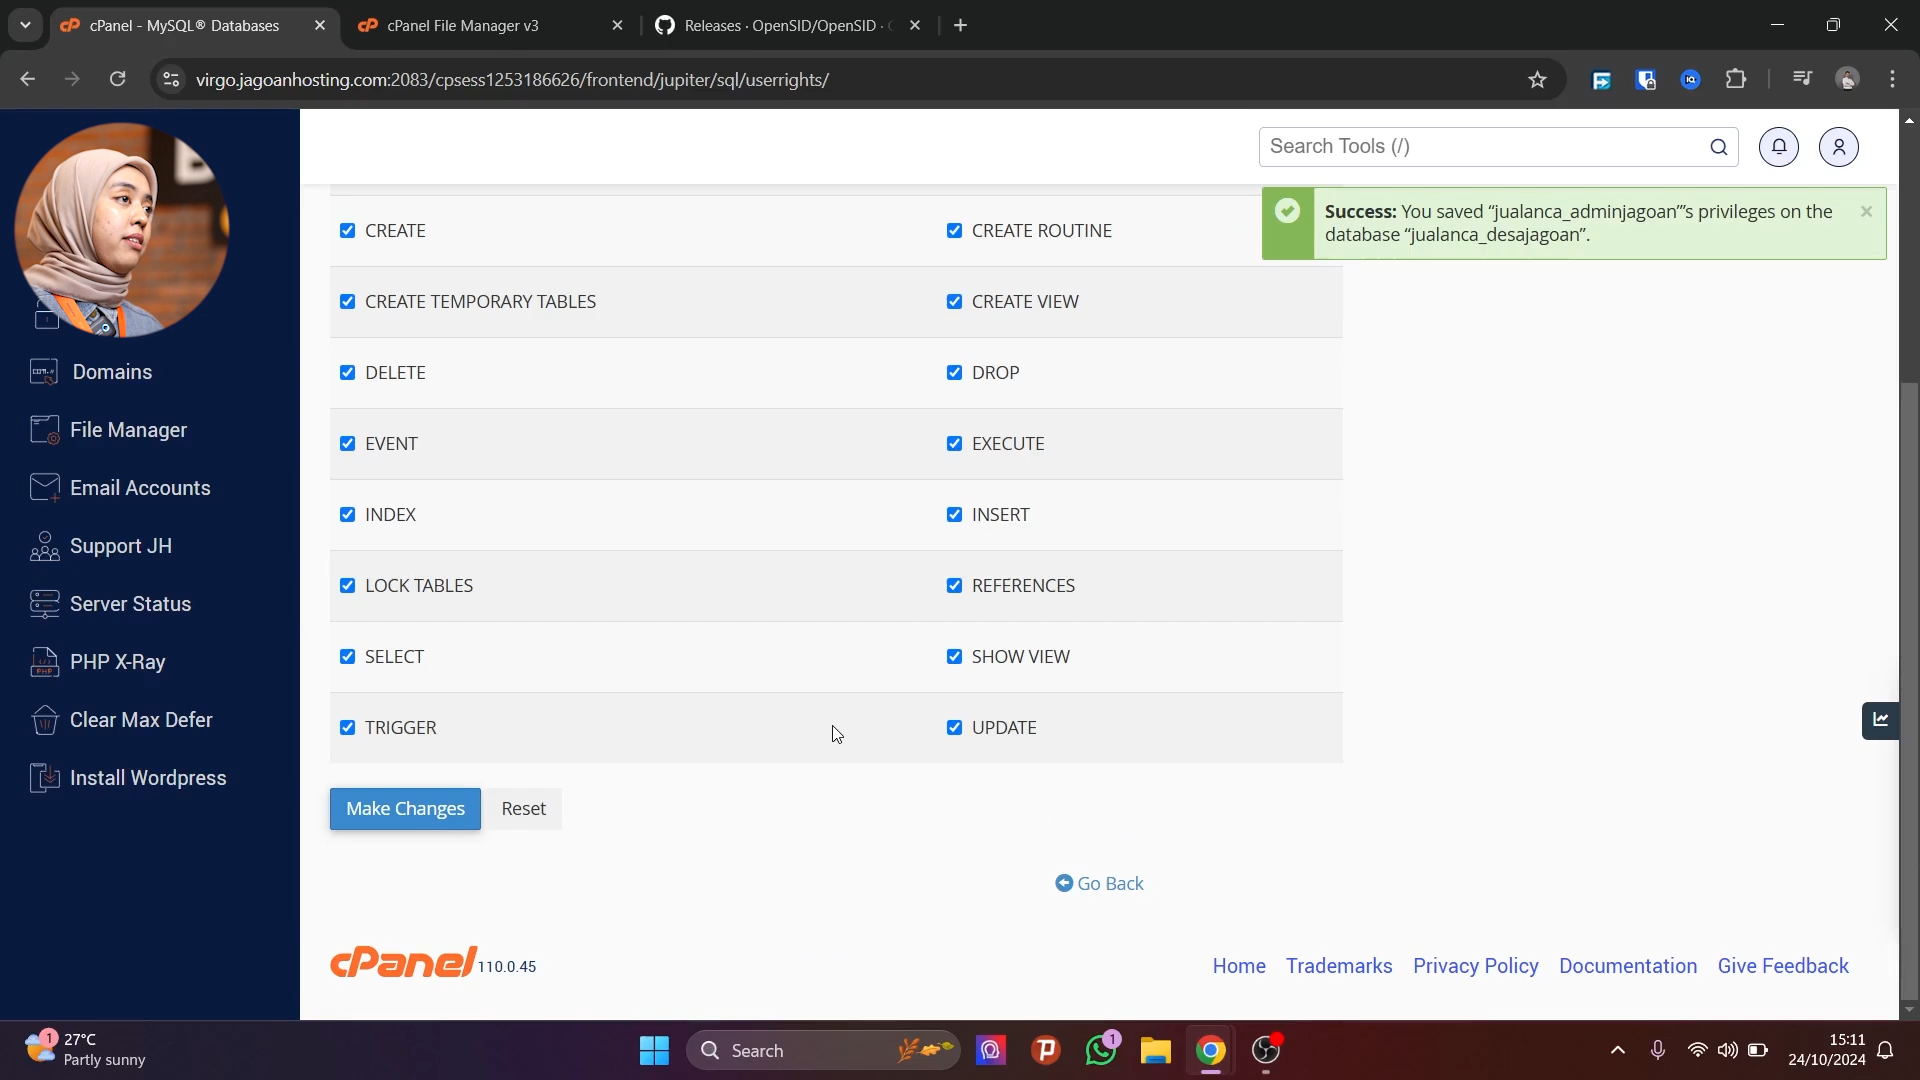 cPanel - MySQL® Databases
cPanel File Manager v3
Releases · OpenSID/OpenSID ·
virgo.jagoanhosting.com:2083/cpsess1253186626/frontend/jupiter/sql/userrights/
Search Tools (/)
Success: You saved “jualanca_adminjagoan”’s privileges on the
database “jualanca_desajagoan”.
CREATE
CREATE ROUTINE
CREATE TEMPORARY TABLES
CREATE VIEW
DELETE
DROP
EVENT
EXECUTE
INDEX
INSERT
LOCK TABLES
REFERENCES
SELECT
SHOW VIEW
TRIGGER
UPDATE
Make Changes
Reset
Go Back
Domains
File Manager
Email Accounts
Support JH
Server Status
PHP X-Ray
Clear Max Defer
Install Wordpress
cPanel 110.0.45
Home
Trademarks
Privacy Policy
Documentation
Give Feedback
1
27°C
Partly sunny
Search
1
15:11
24/10/2024